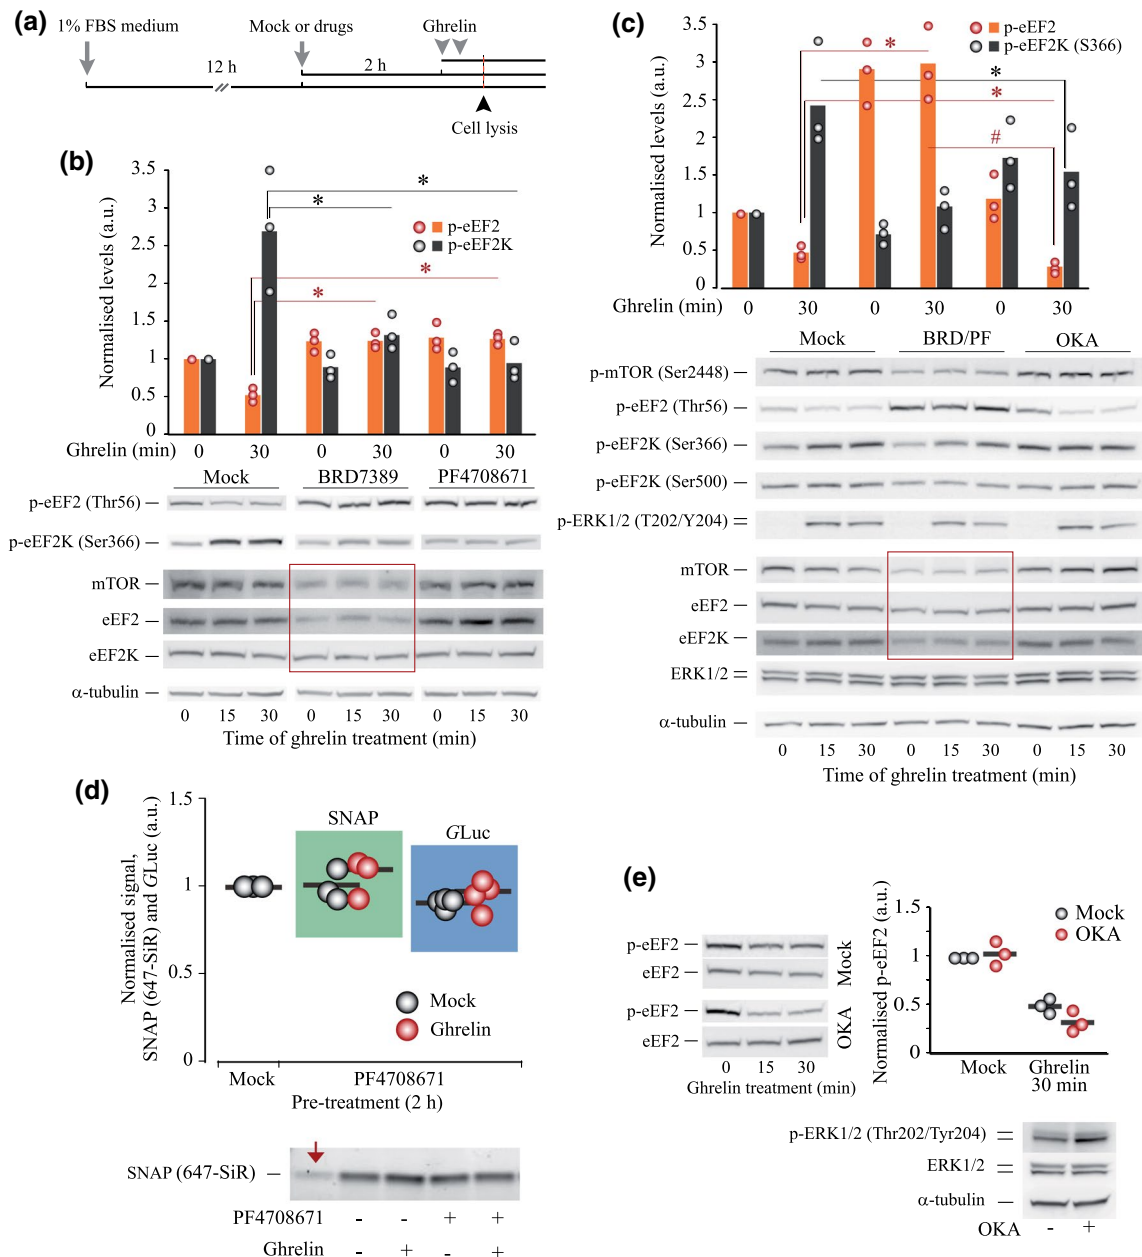 (a)
1% FBS medium
Mock or drugs
Ghrelin
12 h
2 h
Cell lysis
(b)
Normalised levels (a.u.)
3.5
3
2.5
2
1.5
1
0.5
0
*
*
*
*
p-eEF2
p-eEF2K
0 30 0 30 0 30
Ghrelin (min)
Mock BRD7389 PF4708671
p-eEF2 (Thr56)
p-eEF2K (Ser366)
mTOR
eEF2
eEF2K
α-tubulin
0 15 30 0 15 30 0 15 30
Time of ghrelin treatment (min)
(c)
Normalised levels (a.u.)
3.5
3
2.5
2
1.5
1
0.5
0
*
*
*
#
p-eEF2
p-eEF2K (S366)
Ghrelin (min) 0 30 0 30 0 30
Mock BRD/PF OKA
p-mTOR (Ser2448)
p-eEF2 (Thr56)
p-eEF2K (Ser366)
p-eEF2K (Ser500)
p-ERK1/2 (T202/Y204)
mTOR
eEF2
eEF2K
ERK1/2
α-tubulin
0 15 30 0 15 30 0 15 30
Time of ghrelin treatment (min)
(d)
Normalised signal,
SNAP (647-SiR) and GLuc (a.u.)
1.5
1
0.5
0
SNAP
GLuc
Mock
Ghrelin
Mock PF4708671
Pre-treatment (2 h)
SNAP (647-SiR)
PF4708671 - - + +
Ghrelin - + - +
(e)
p-eEF2
eEF2
Mock
p-eEF2
eEF2
OKA
0 15 30
Ghrelin treatment (min)
Normalised p-eEF2 (a.u.)
1.5
1
0.5
0
Mock
OKA
Mock Ghrelin
30 min
p-ERK1/2 (Thr202/Tyr204)
ERK1/2
α-tubulin
OKA - +